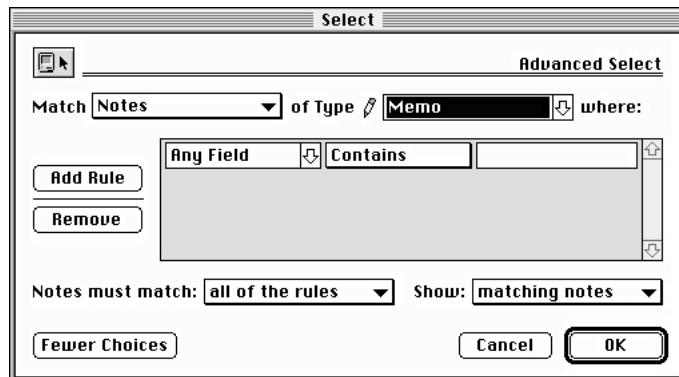 Select
Advanced Select
Match Notes of Type Memo where:
Any Field Contains
Add Rule
Remove
Notes must match: all of the rules Show: matching notes
Fewer Choices Cancel OK